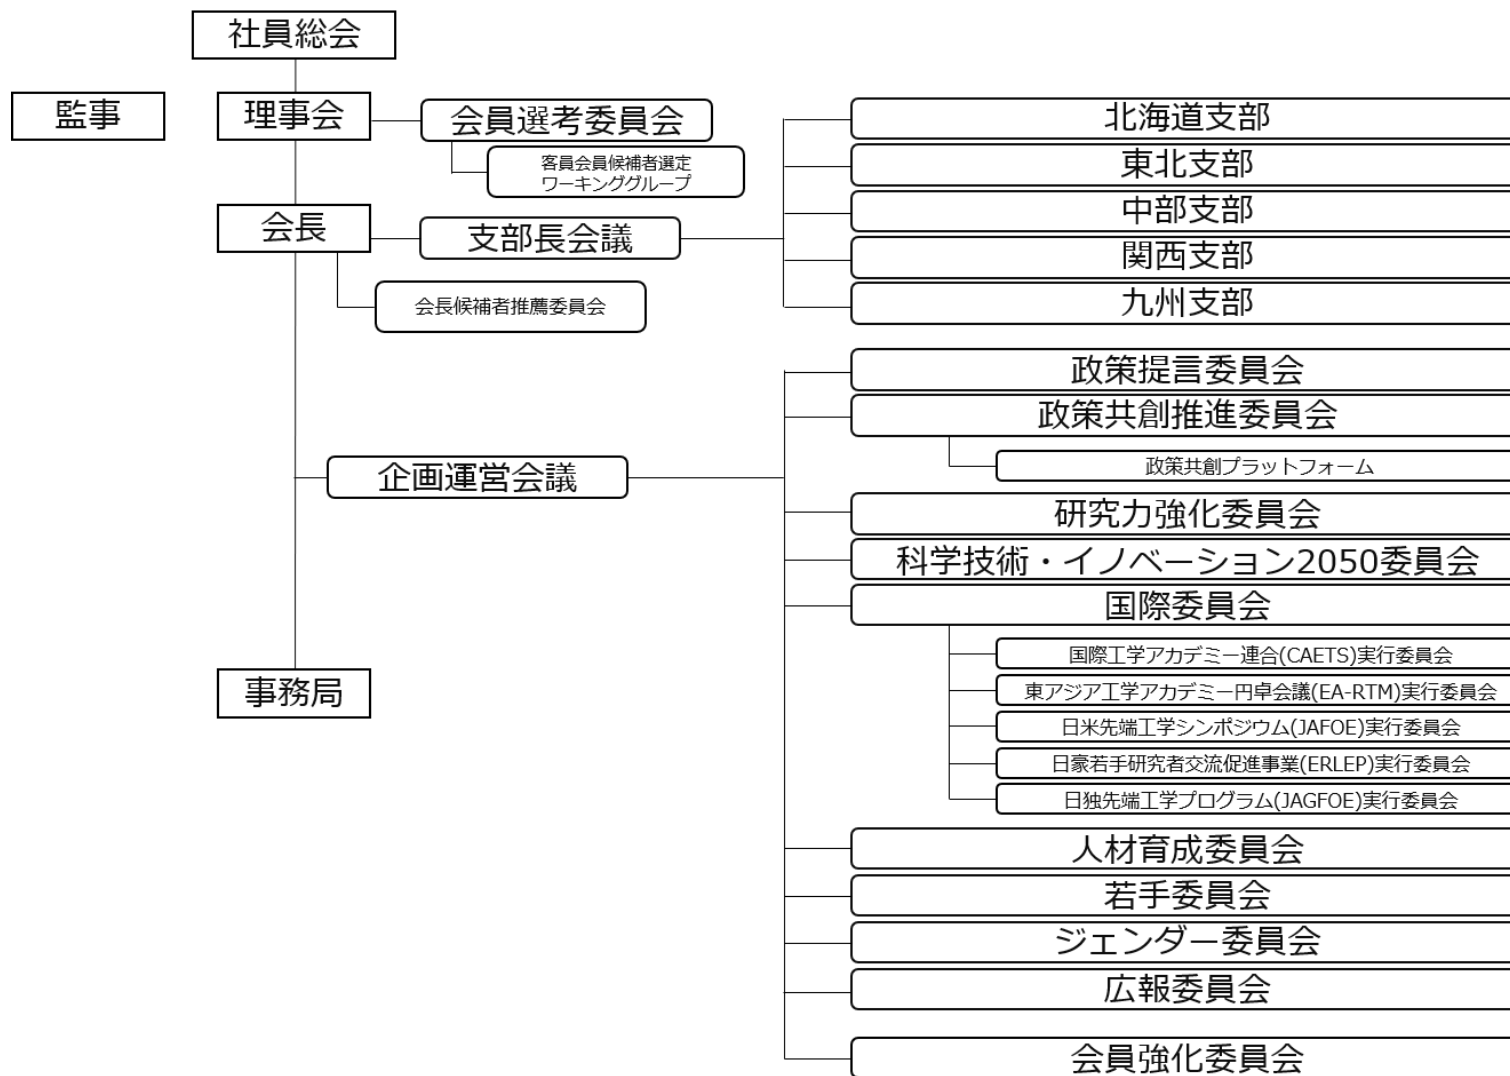 社員総会
監事
理事会
会員選考委員会
客員会員候補者選定
ワーキンググループ
会長
支部長会議
会長候補者推薦委員会
北海道支部
東北支部
中部支部
関西支部
九州支部
企画運営会議
政策提言委員会
政策共創推進委員会
政策共創プラットフォーム
研究力強化委員会
科学技術・イノベーション2050委員会
国際委員会
国際工学アカデミー連合(CAETS)実行委員会
東アジア工学アカデミー円卓会議(EA-RTM)実行委員会
日米先端工学シンポジウム(JAFOE)実行委員会
日豪若手研究者交流促進事業(ERLEP)実行委員会
日独先端工学プログラム(JAGFOE)実行委員会
人材育成委員会
若手委員会
ジェンダー委員会
広報委員会
会員強化委員会
事務局